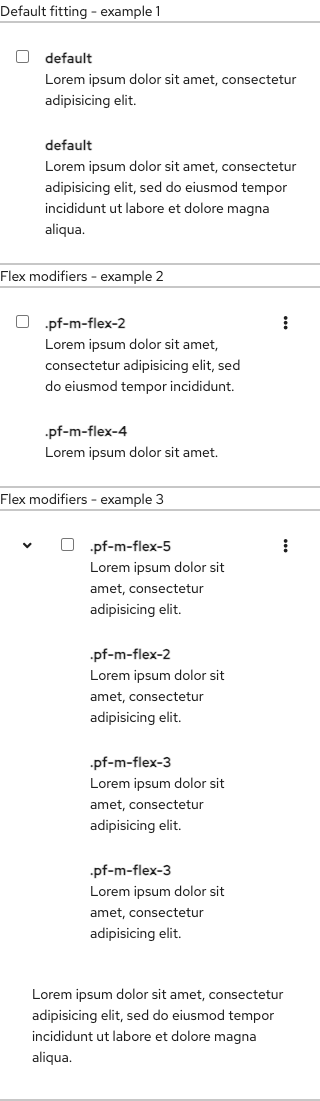 Default fitting - example 1
default
Lorem ipsum dolor sit amet, consectetur
adipisicing elit.
default
Lorem ipsum dolor sit amet, consectetur
adipisicing elit, sed do eiusmod tempor
incididunt ut labore et dolore magna
aliqua.
Flex modifiers - example 2
.pf-m-flex-2
Lorem ipsum dolor sit amet,
consectetur adipisicing elit, sed
do eiusmod tempor incididunt.
.pf-m-flex-4
Lorem ipsum dolor sit amet.
Flex modifiers - example 3
.pf-m-flex-5
Lorem ipsum dolor sit
amet, consectetur
adipisicing elit.
.pf-m-flex-2
Lorem ipsum dolor sit
amet, consectetur
adipisicing elit.
.pf-m-flex-3
Lorem ipsum dolor sit
amet, consectetur
adipisicing elit.
.pf-m-flex-3
Lorem ipsum dolor sit
amet, consectetur
adipisicing elit.
Lorem ipsum dolor sit amet, consectetur
adipisicing elit, sed do eiusmod tempor
incididunt ut labore et dolore magna
aliqua.